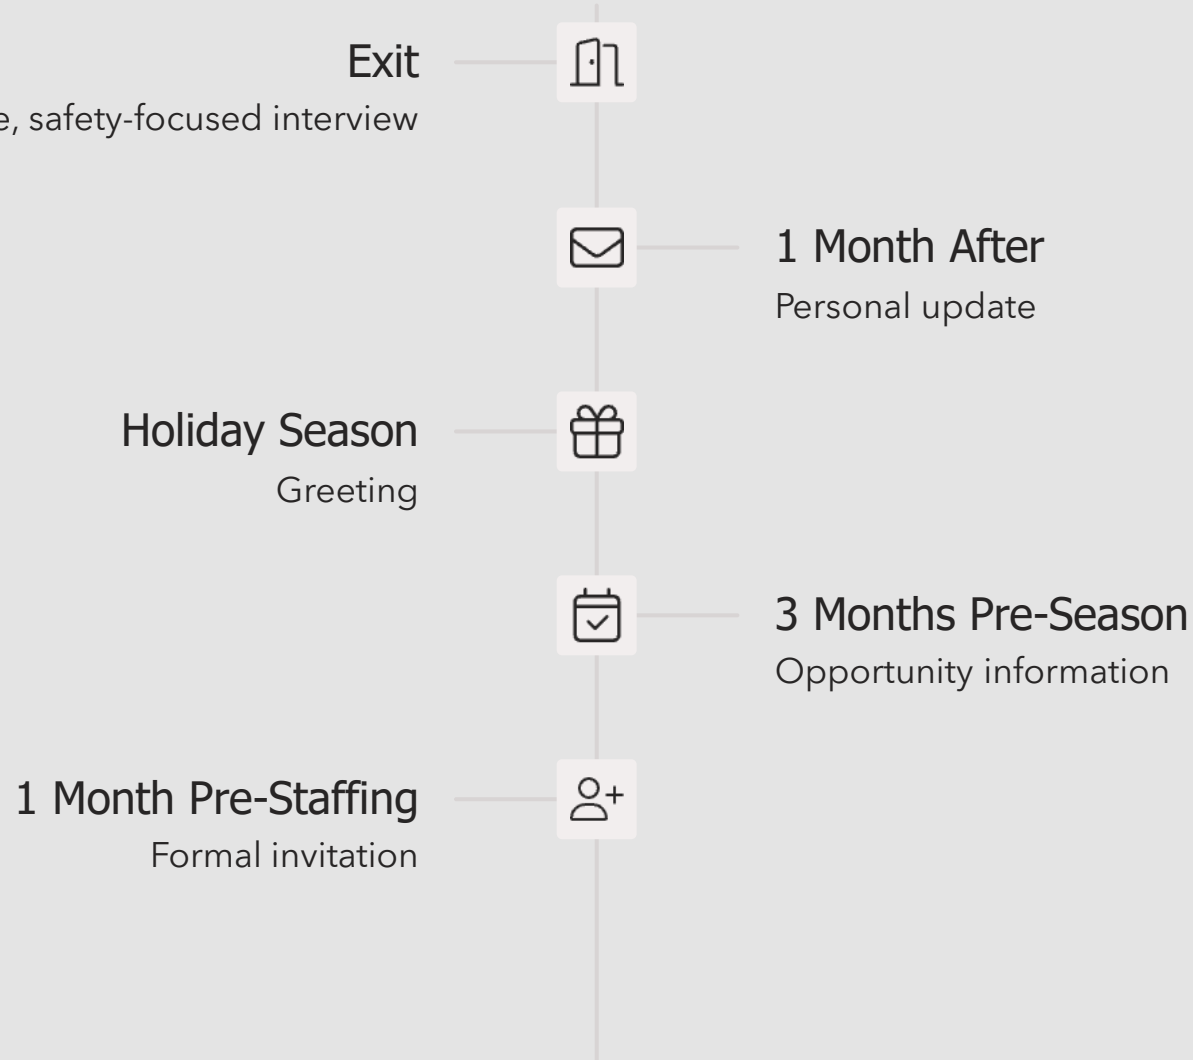 Exit
safety-focused interview
1 Month After
Personal update
Holiday Season
Greeting
3 Months Pre-Season
Opportunity information
1 Month Pre-Staffing
Formal invitation